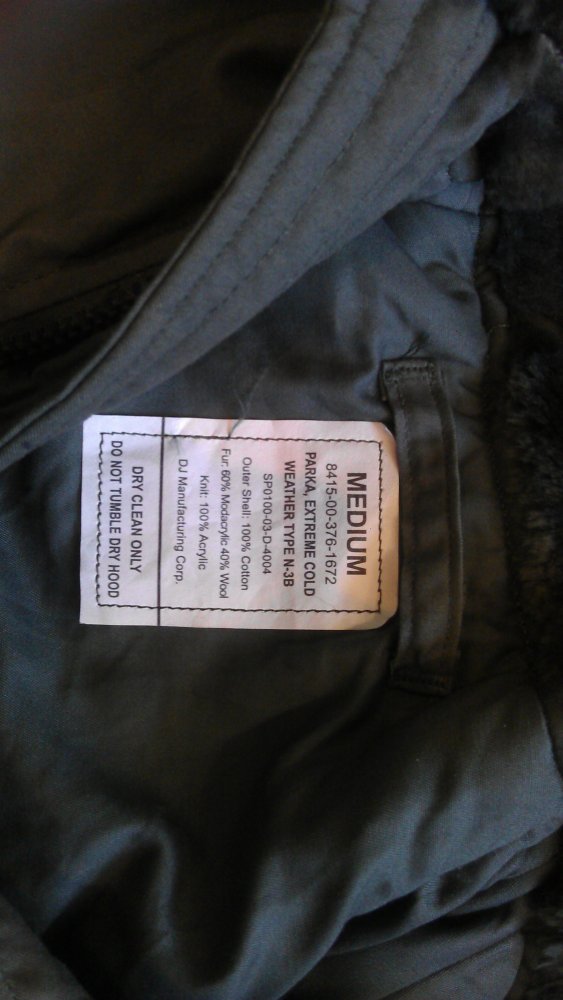 MEDIUM
8415-00-376-1672
PARKA, EXTREME COLD
WEATHER TYPE N-3B
SP0100-03-D-4004
Outer Shell: 100% Cotton
Fur: 60% Modacrylic 40% Wool
Knit: 100% Acrylic
DJ Manufacturing Corp.
DRY CLEAN ONLY
DO NOT TUMBLE DRY HOOD